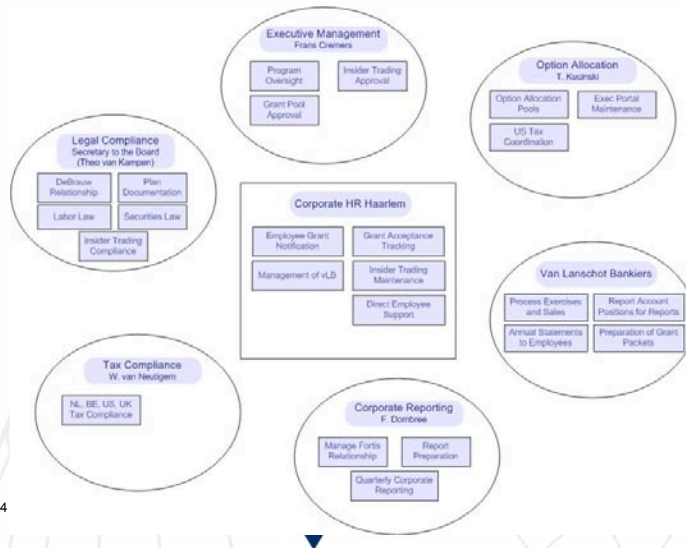 Executive Management
Frans Cremers
Program
Oversight
Insider Trading
Approval
Grant Pool
Approval
Option Allocation
T. Kucinski
Option Allocation
Pools
Exec Portal
Maintenance
US Tax
Coordination
Legal Compliance
Secretary to the Board
(Theo van Kampen)
DeBrauw
Relationship
Plan
Documentation
Labor Law
Securities Law
Insider Trading
Compliance
Corporate HR Haarlem
Employee Grant
Notification
Grant Acceptance
Tracking
Management of vLB
Insider Trading
Maintenance
Direct Employee
Support
Van Lanschot Bankiers
Process Exercises
and Sales
Report Account
Positions for Reports
Annual Statements
to Employees
Preparation of Grant
Packets
Tax Compliance
W. van Neutigem
NL, BE, US, UK
Tax Compliance
Corporate Reporting
F. Dombree
Manage Fortis
Relationship
Report
Preparation
Quarterly Corporate
Reporting
4